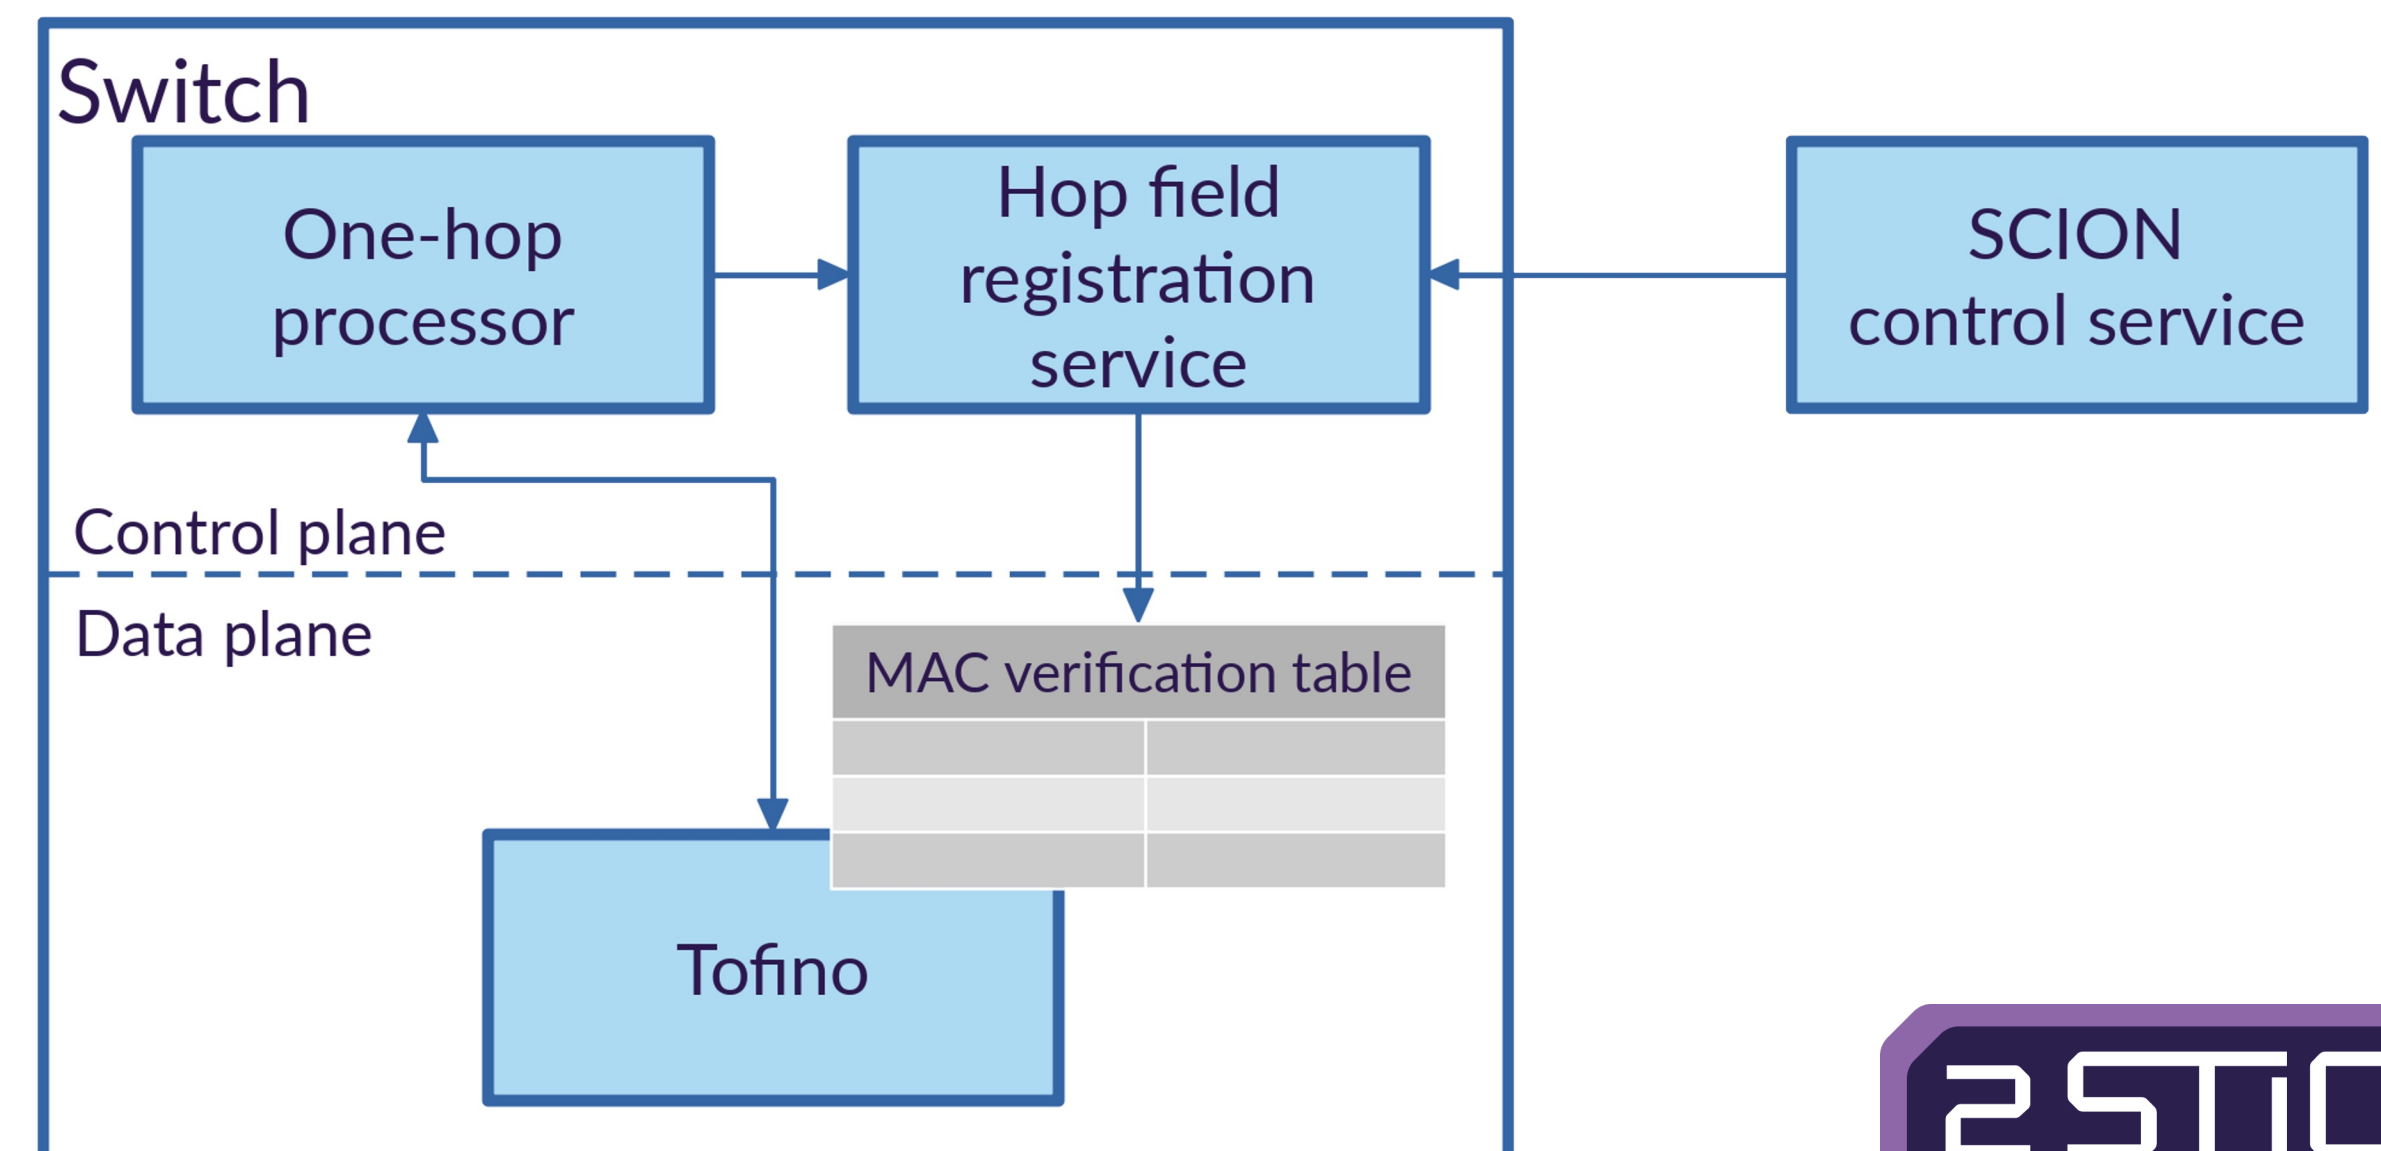 Switch
One-hop
processor
Hop field
registration
service
SCION
control service
Control plane
Data plane
MAC verification table
Tofino